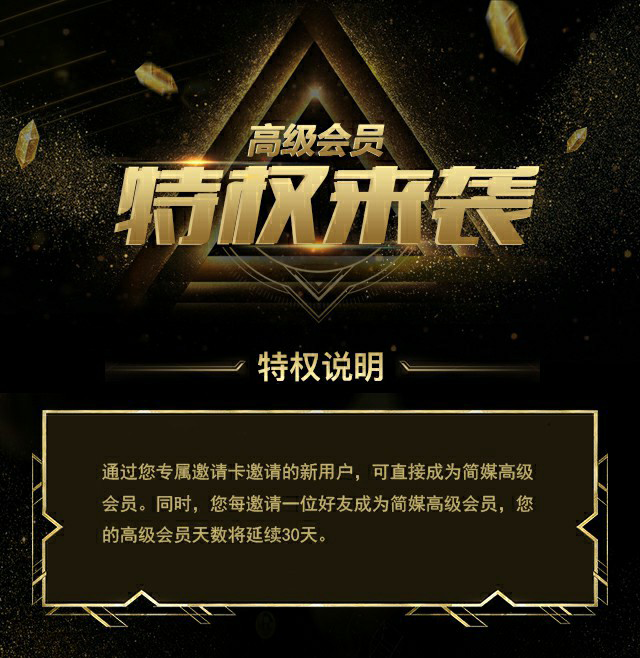 高级会员
特权来袭
特权说明
通过您专属邀请卡邀请的新用户，可直接成为简媒高级
会员。同时，您每邀请一位好友成为简媒高级会员，您
的高级会员天数将延续30天。